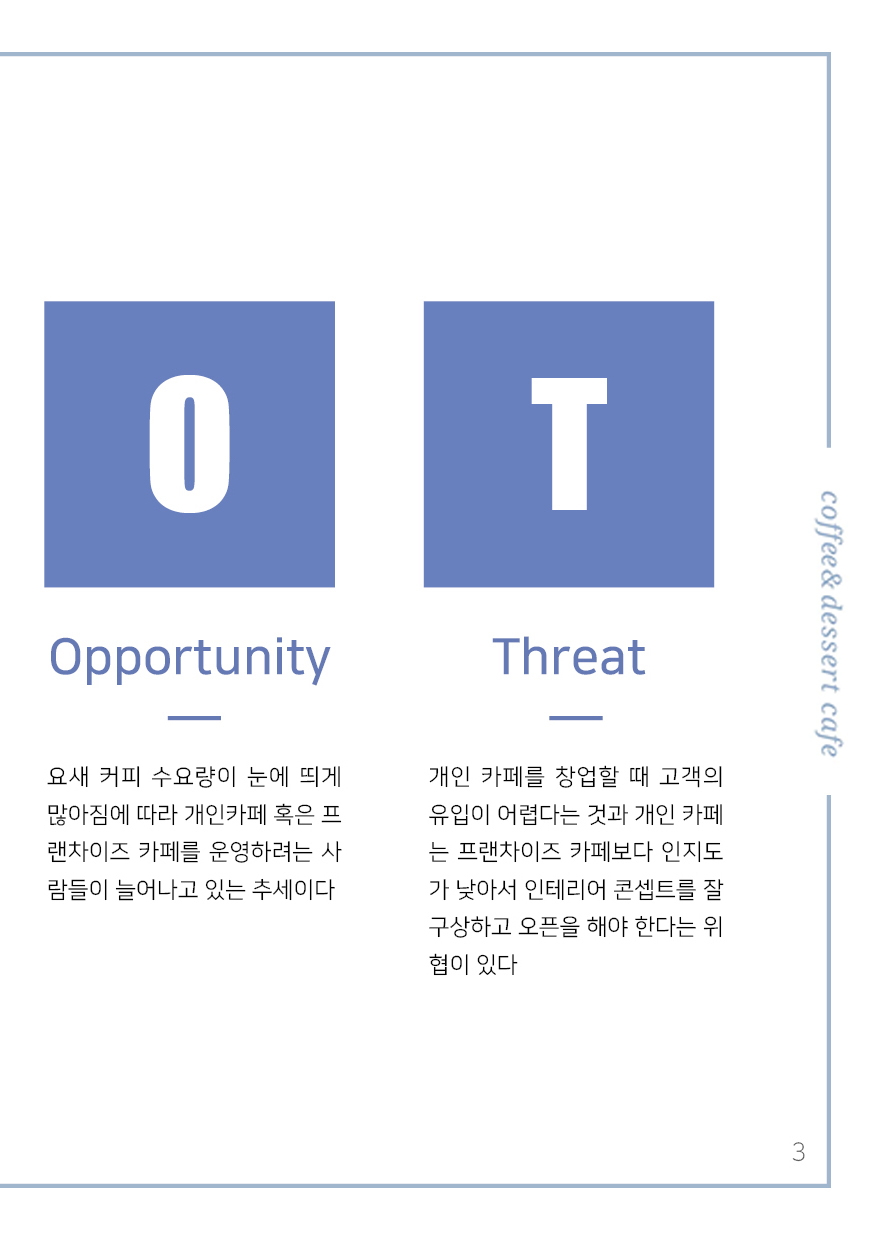 O
Opportunity
요새 커피 수요량이 눈에 띄게
많아짐에 따라 개인카페 혹은 프
랜차이즈 카페를 운영하려는 사
람들이 늘어나고 있는 추세이다
T
Threat
개인 카페를 창업할 때 고객의
유입이 어렵다는 것과 개인 카페
는 프랜차이즈 카페보다 인지도
가 낮아서 인테리어 콘셉트를 잘
구상하고 오픈을 해야 한다는 위
협이 있다
coffee&dessert cafe
3